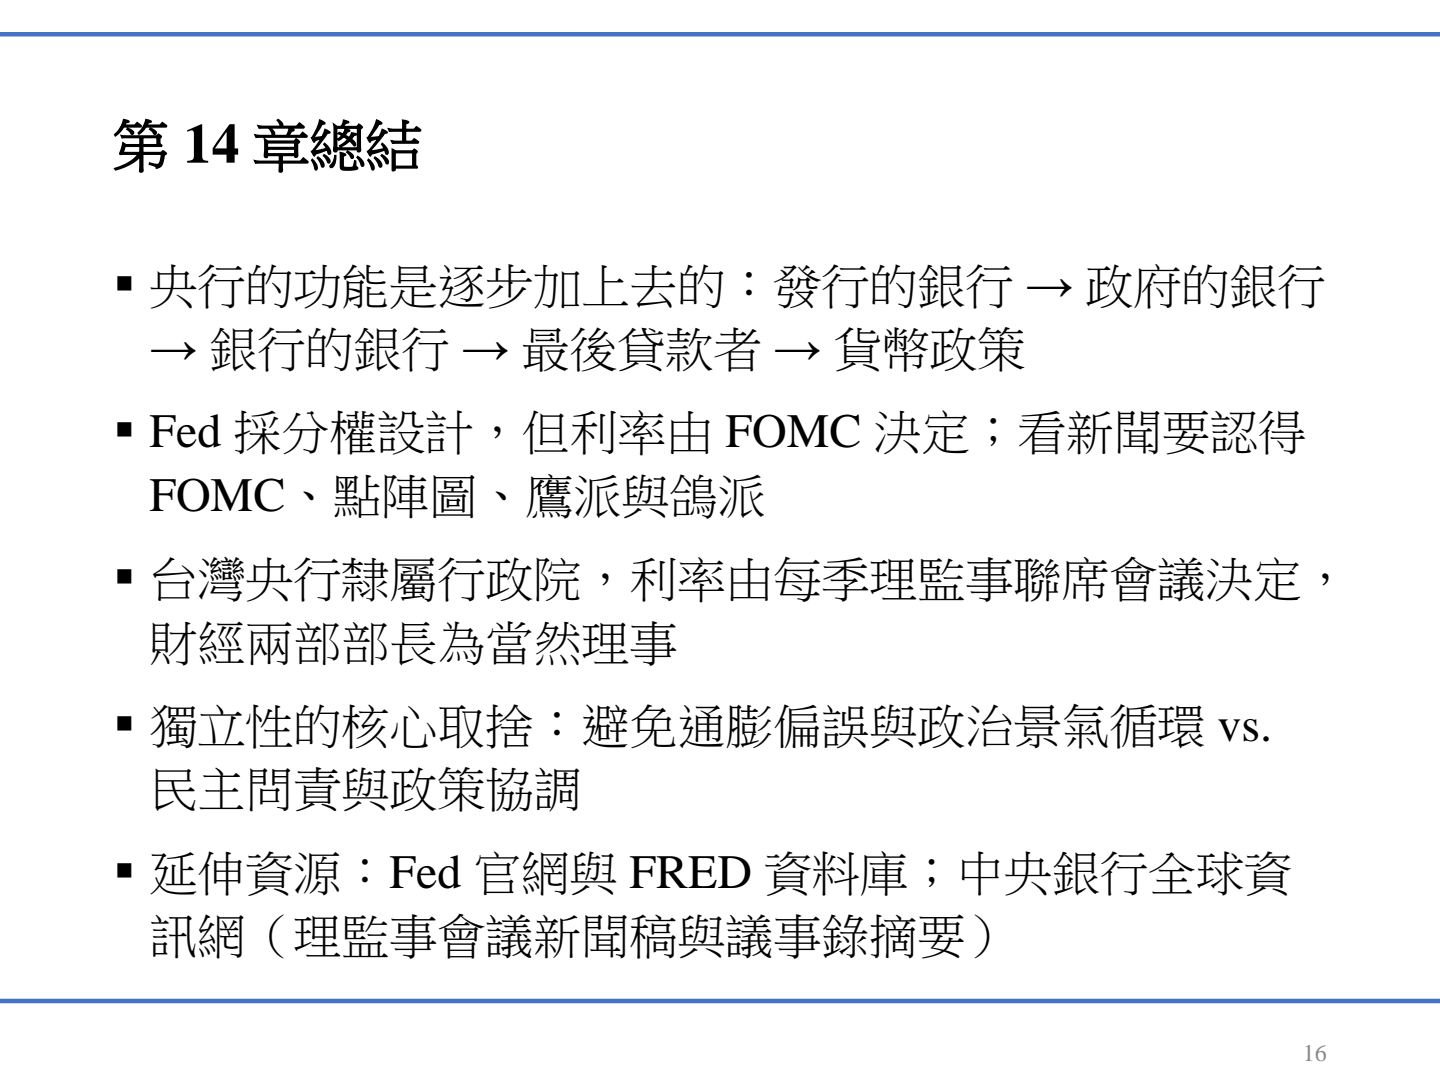 第 14 章總結
▪ 央行的功能是逐步加上去的：發行的銀行 → 政府的銀行
→ 銀行的銀行 → 最後貸款者 → 貨幣政策
▪ Fed 採分權設計，但利率由 FOMC 決定；看新聞要認得
FOMC、點陣圖、鷹派與鴿派
▪ 台灣央行隸屬行政院，利率由每季理監事聯席會議決定，
財經兩部部長為當然理事
▪ 獨立性的核心取捨：避免通膨偏誤與政治景氣循環 vs.
民主問責與政策協調
▪ 延伸資源：Fed 官網與 FRED 資料庫；中央銀行全球資
訊網（理監事會議新聞稿與議事錄摘要）
16